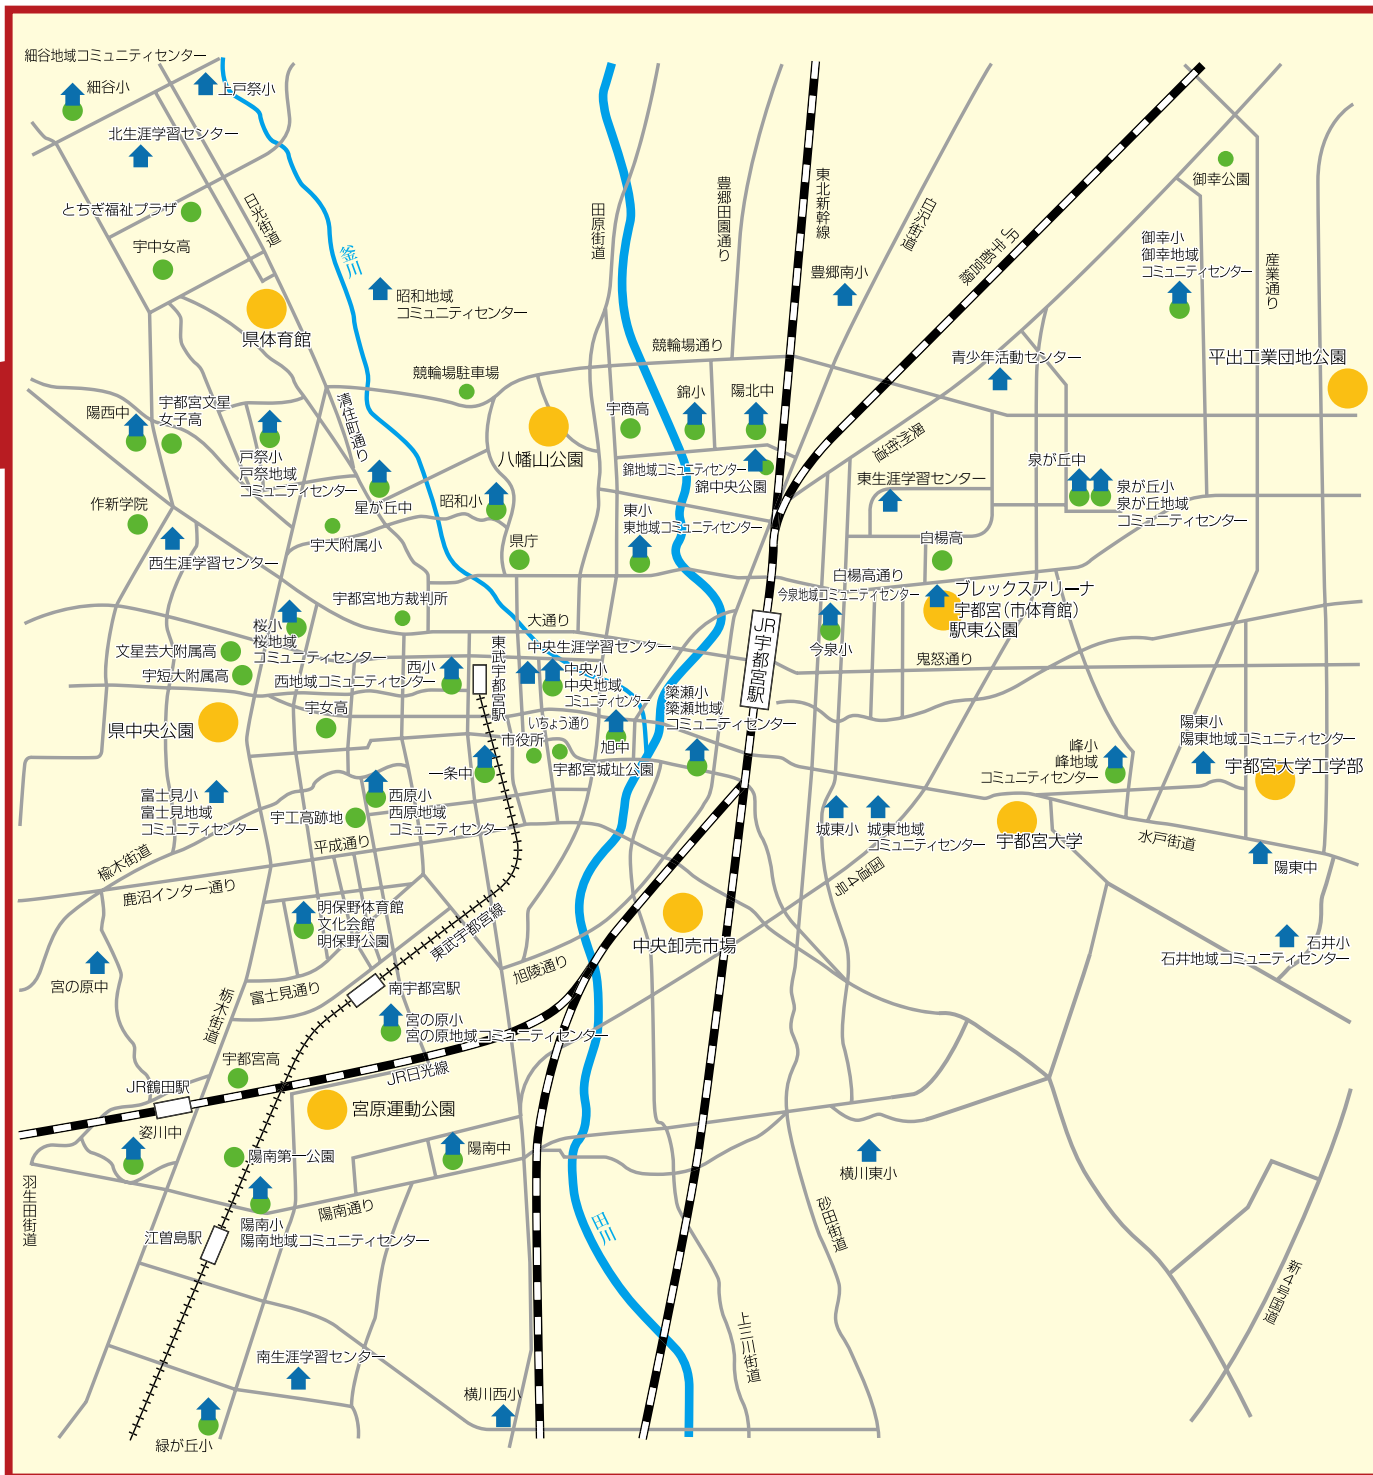 細谷地域コミュニティセンター
細谷小
上戸祭小
北生涯学習センター
とちぎ福祉プラザ
宇中女高
日光街道
釜川
県体育館
昭和地域
コミュニティセンター
田原街道
豊郷田園通り
東北新幹線
白沢街道
JR宇都宮線
豊郷南小
御幸公園
御幸小
御幸地域
コミュニティセンター
産業通り
平出工業団地公園
青少年活動センター
競輪場通り
競輪場駐車場
清住町通り
陽西中
宇都宮文星
女子高
戸祭小
戸祭地域
コミュニティセンター
星が丘中
昭和小
八幡山公園
宇商高
錦小
陽北中
錦地域コミュニティセンター
錦中央公園
奥州街道
東生涯学習センター
泉が丘中
泉が丘小
泉が丘地域
コミュニティセンター
作新学院
西生涯学習センター
宇大附属小
県庁
東小
東地域コミュニティセンター
白楊高
白楊高通り
今泉地域コミュニティセンター
今泉小
ブレックスアリーナ
宇都宮(市体育館)
駅東公園
鬼怒通り
宇都宮地方裁判所
大通り
桜小
桜地域
コミュニティセンター
文星芸大附属高
宇短大附属高
西小
西地域コミュニティセンター
東武宇都宮駅
中央生涯学習センター
中央小
中央地域
コミュニティセンター
JR宇都宮駅
簗瀬小
簗瀬地域
コミュニティセンター
県中央公園
宇女高
いちょう通り
市役所
旭中
宇都宮城址公園
一条中
陽東小
陽東地域コミュニティセンター
峰小
峰地域
コミュニティセンター
宇都宮大学工学部
富士見小
富士見地域
コミュニティセンター
宇工高跡地
西原小
西原地域
コミュニティセンター
城東小
城東地域
コミュニティセンター
宇都宮大学
水戸街道
陽東中
楡木街道
平成通り
鹿沼インター通り
国道4号
明保野体育館
文化会館
明保野公園
東武宇都宮線
中央卸売市場
石井小
石井地域コミュニティセンター
旭陵通り
宮の原中
栃木街道
富士見通り
南宇都宮駅
宮の原小
宮の原地域コミュニティセンター
宇都宮高
JR日光線
JR鶴田駅
宮原運動公園
姿川中
陽南第一公園
陽南中
横川東小
羽生田街道
陽南通り
陽南小
陽南地域コミュニティセンター
江曽島駅
田川
砂田街道
新4号国道
上三川街道
南生涯学習センター
横川西小
緑が丘小